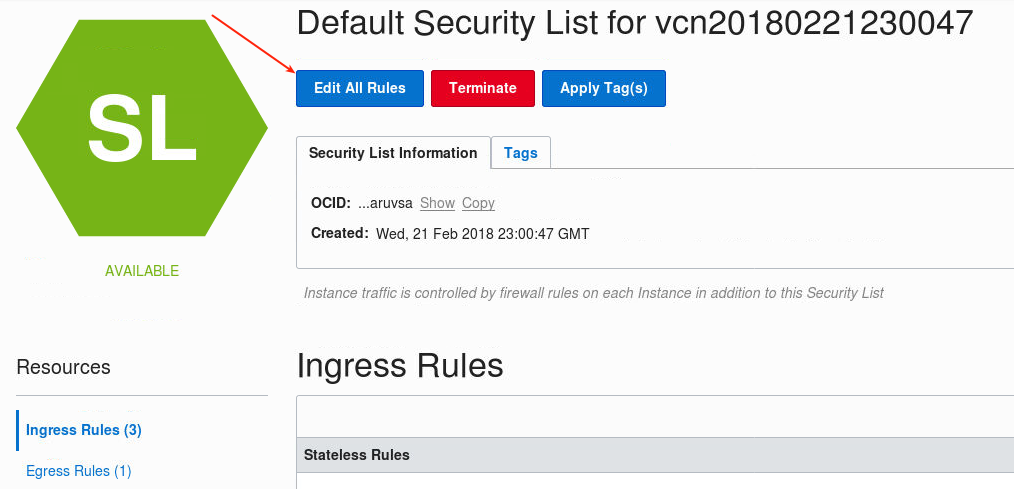 SL
AVAILABLE
Default Security List for vcn20180221230047
Edit All Rules Terminate Apply Tag(s)
Security List Information Tags
OCID: ...aruvsa Show Copy
Created: Wed, 21 Feb 2018 23:00:47 GMT
Instance traffic is controlled by firewall rules on each Instance in addition to this Security List
Resources
Ingress Rules (3)
Egress Rules (1)
Ingress Rules
Stateless Rules